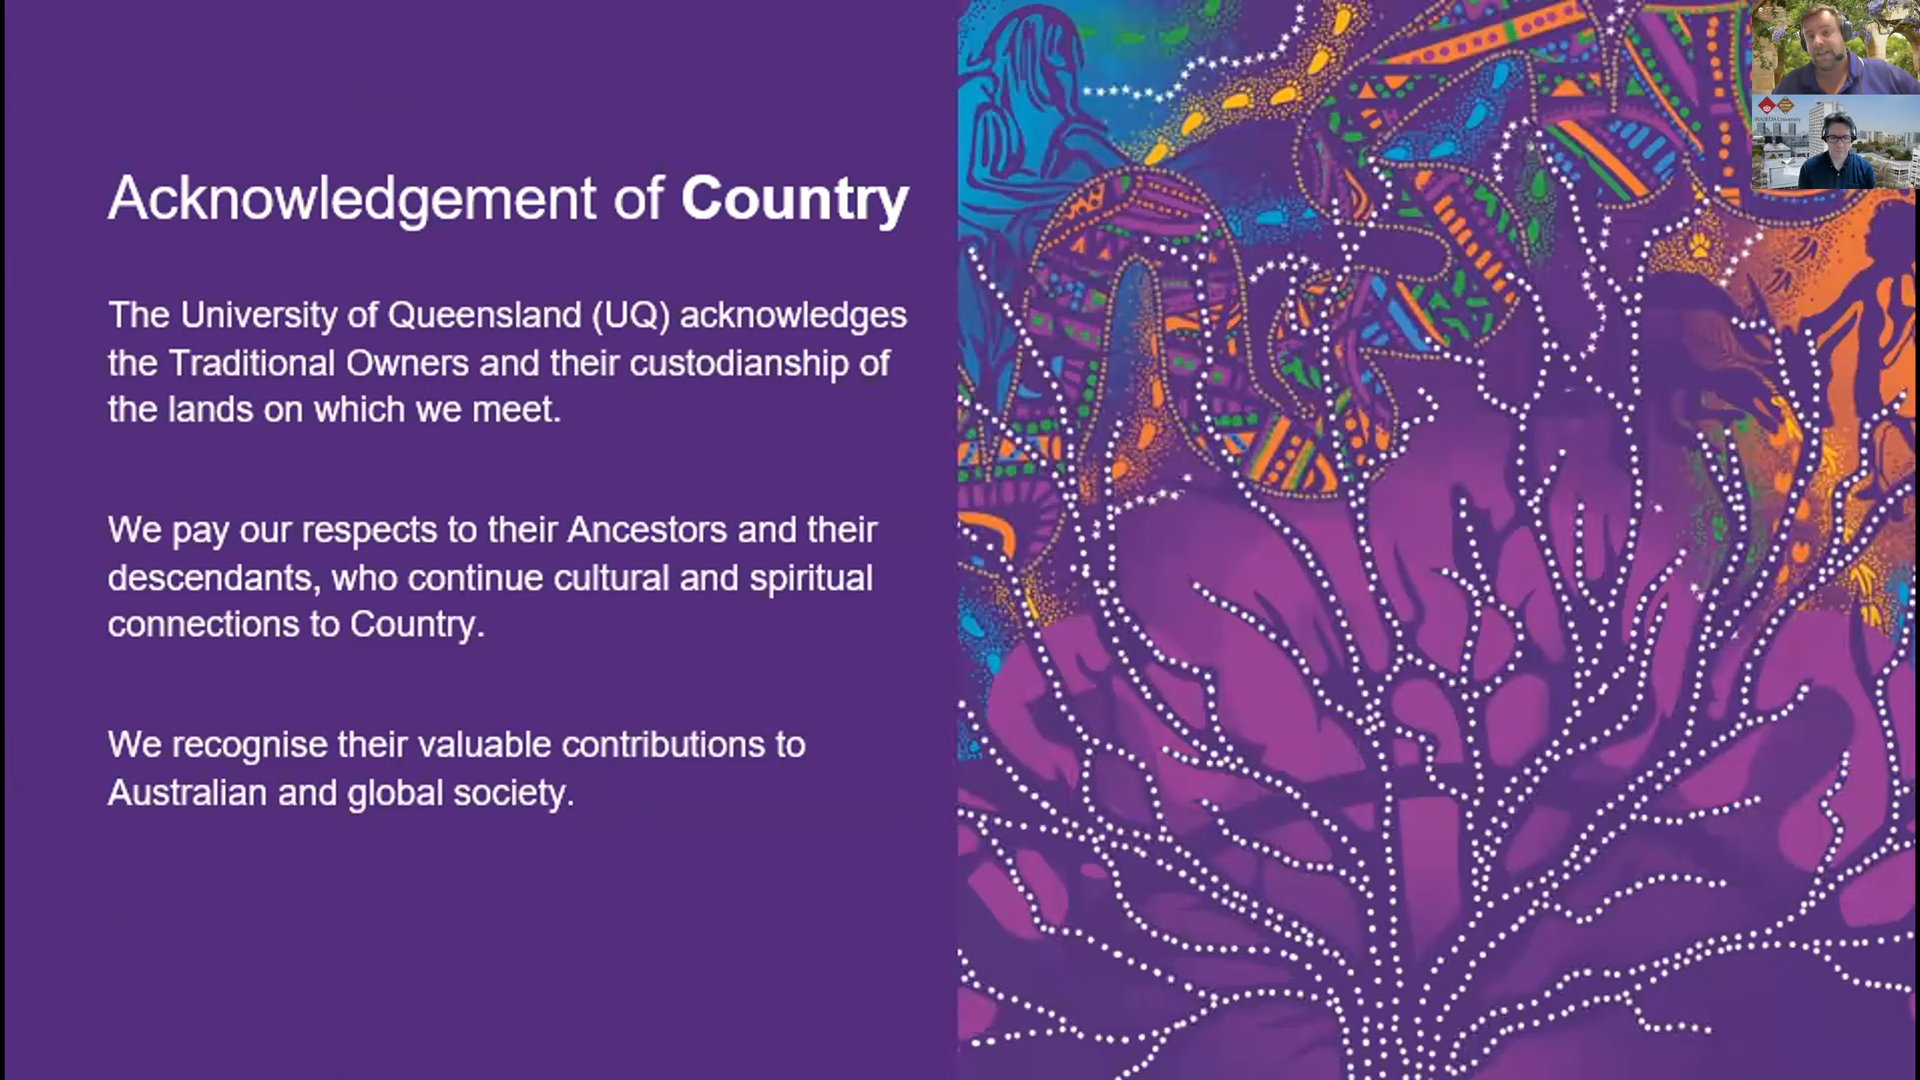 Acknowledgement of Country
The University of Queensland (UQ) acknowledges
the Traditional Owners and their custodianship of
the lands on which we meet.
We pay our respects to their Ancestors and their
descendants, who continue cultural and spiritual
connections to Country.
We recognise their valuable contributions to
Australian and global society.
WASEDA University